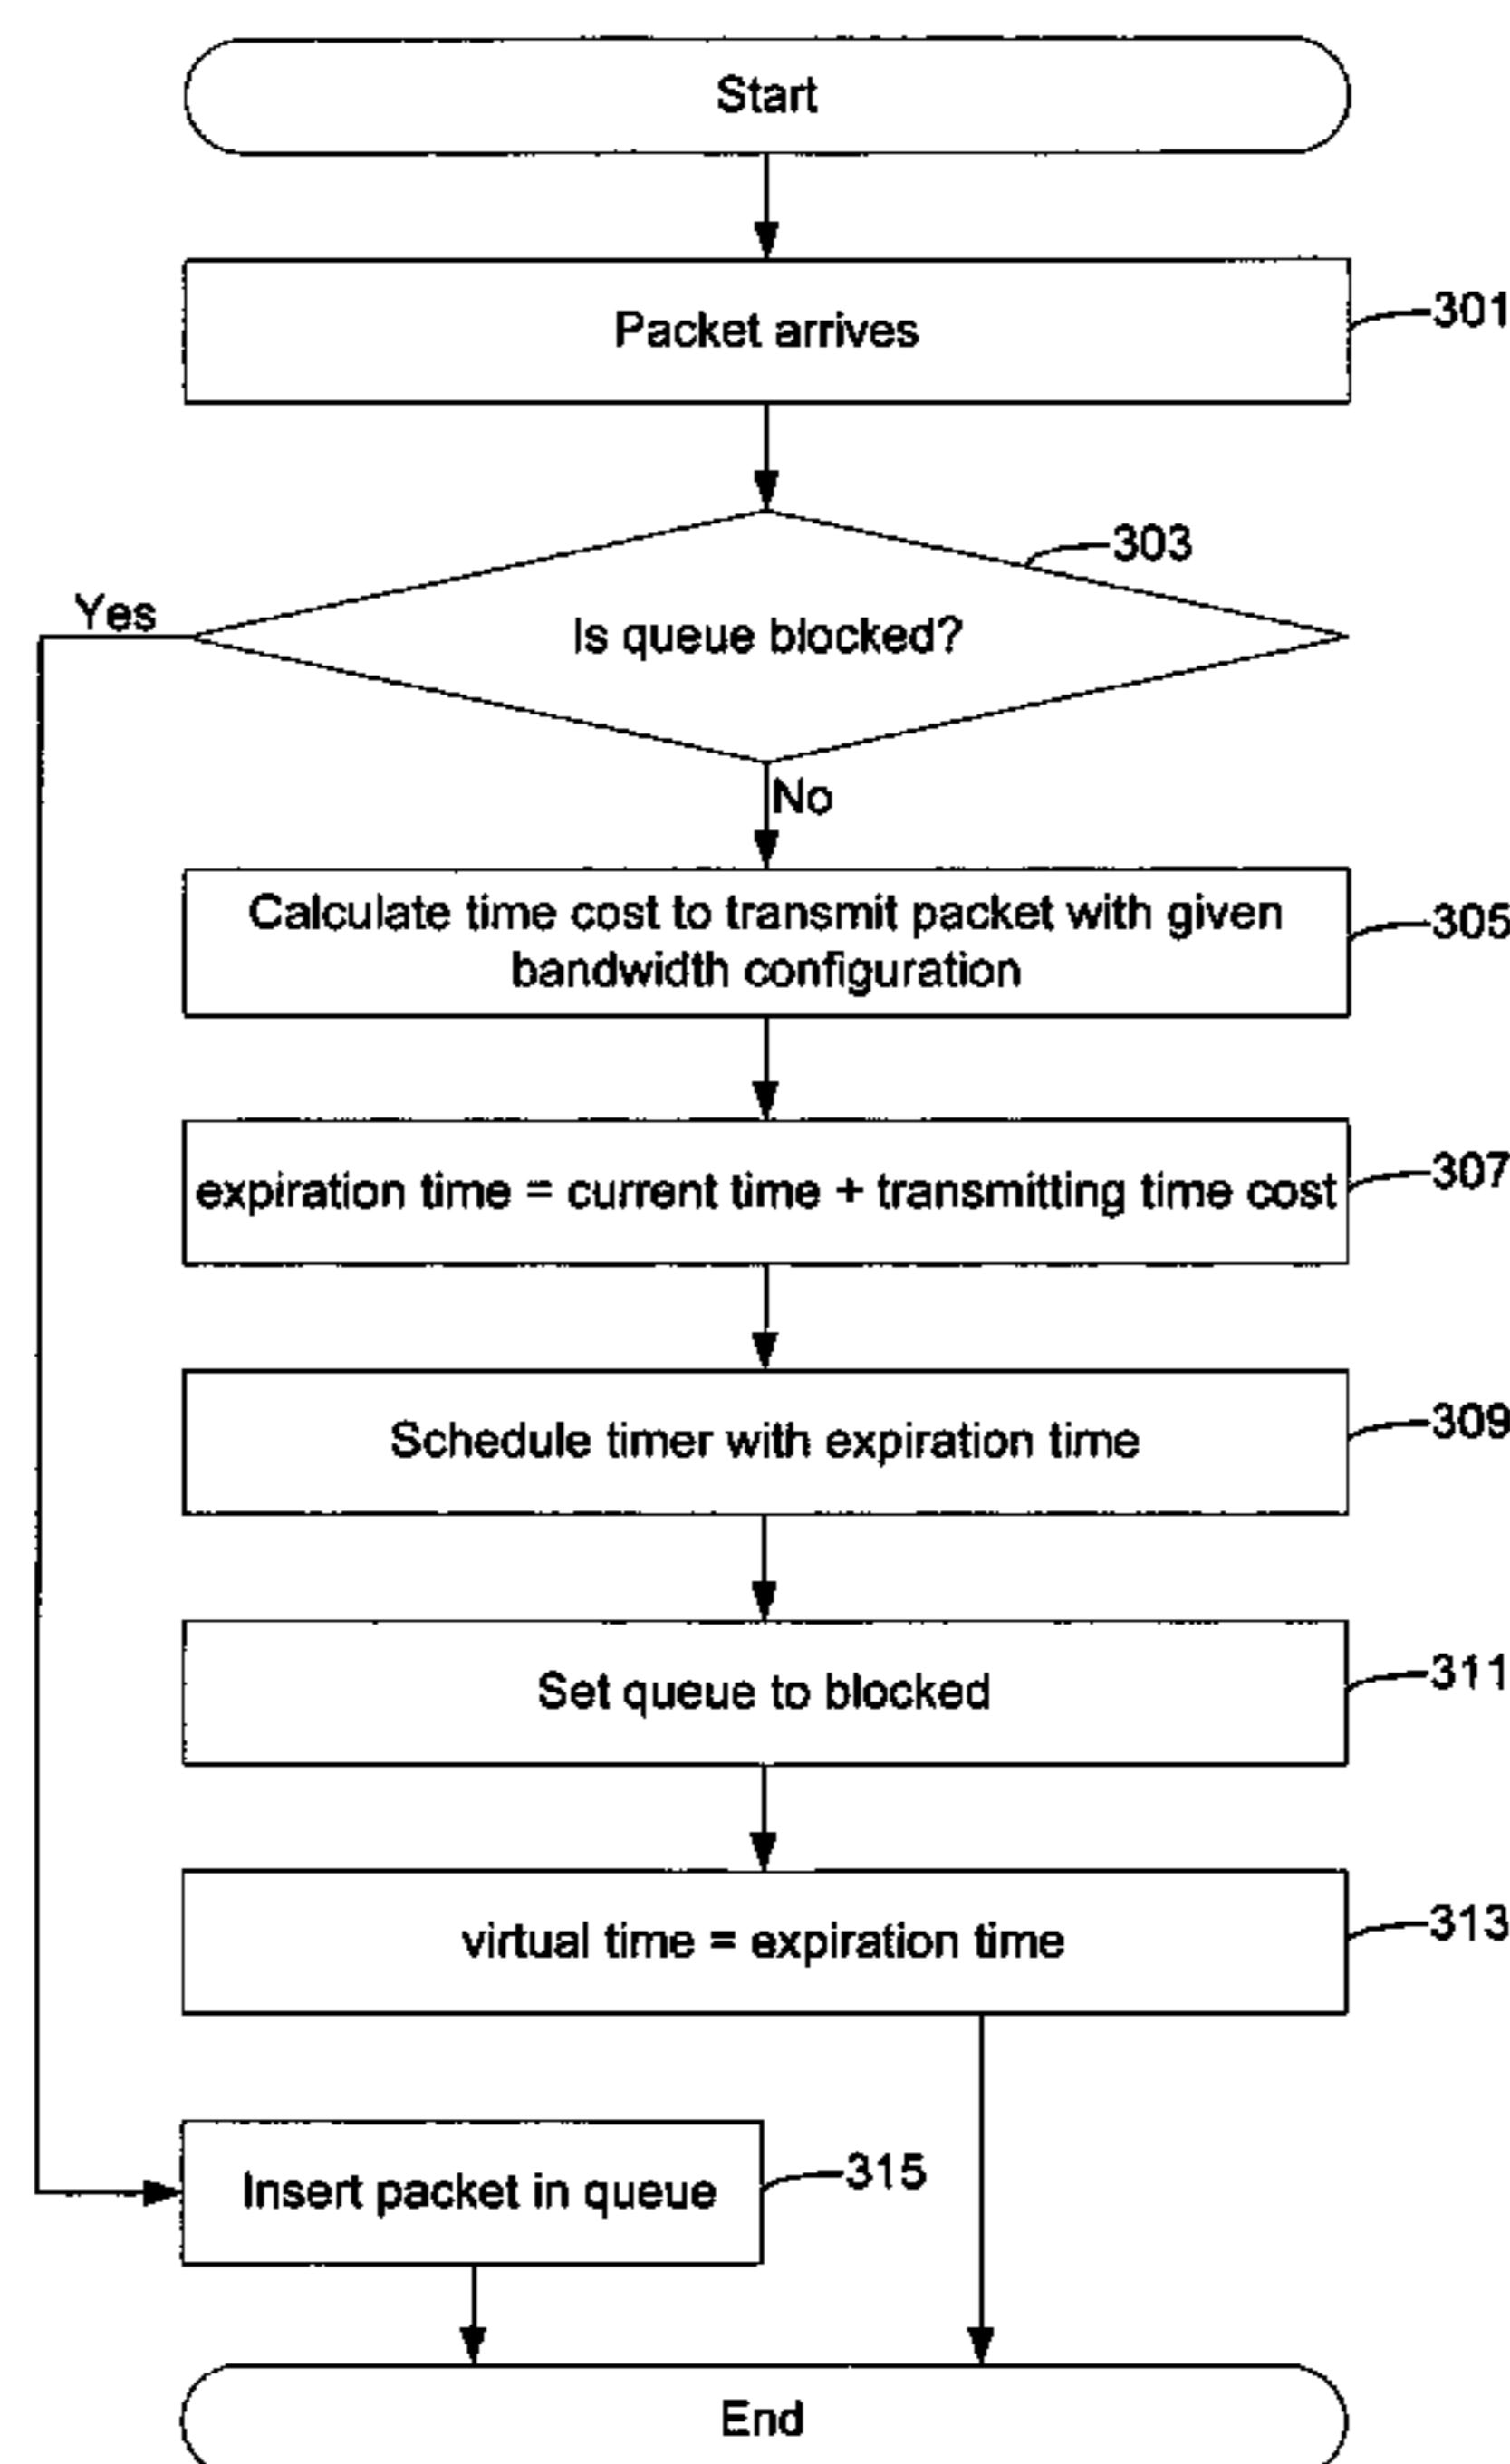 Start
Packet arrives
301
303
Is queue blocked?
Yes
No
Calculate time cost to transmit packet with given
bandwidth configuration
305
expiration time = current time + transmitting time cost
307
Schedule timer with expiration time
309
Set queue to blocked
311
virtual time = expiration time
313
Insert packet in queue
315
End